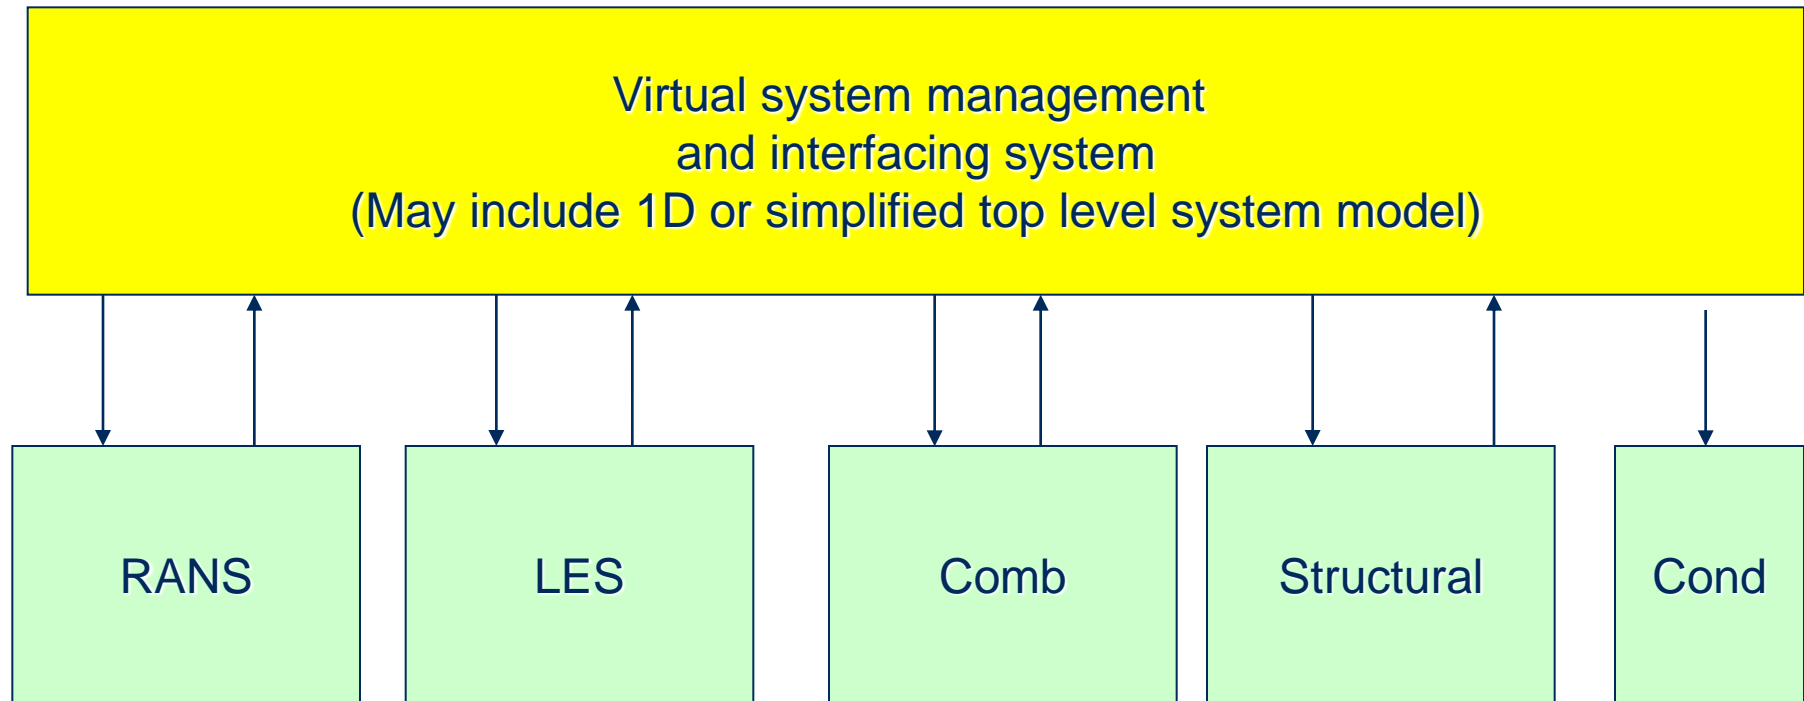 Virtual system management
and interfacing system
(May include 1D or simplified top level system model)
RANS
LES
Comb
Structural
Cond